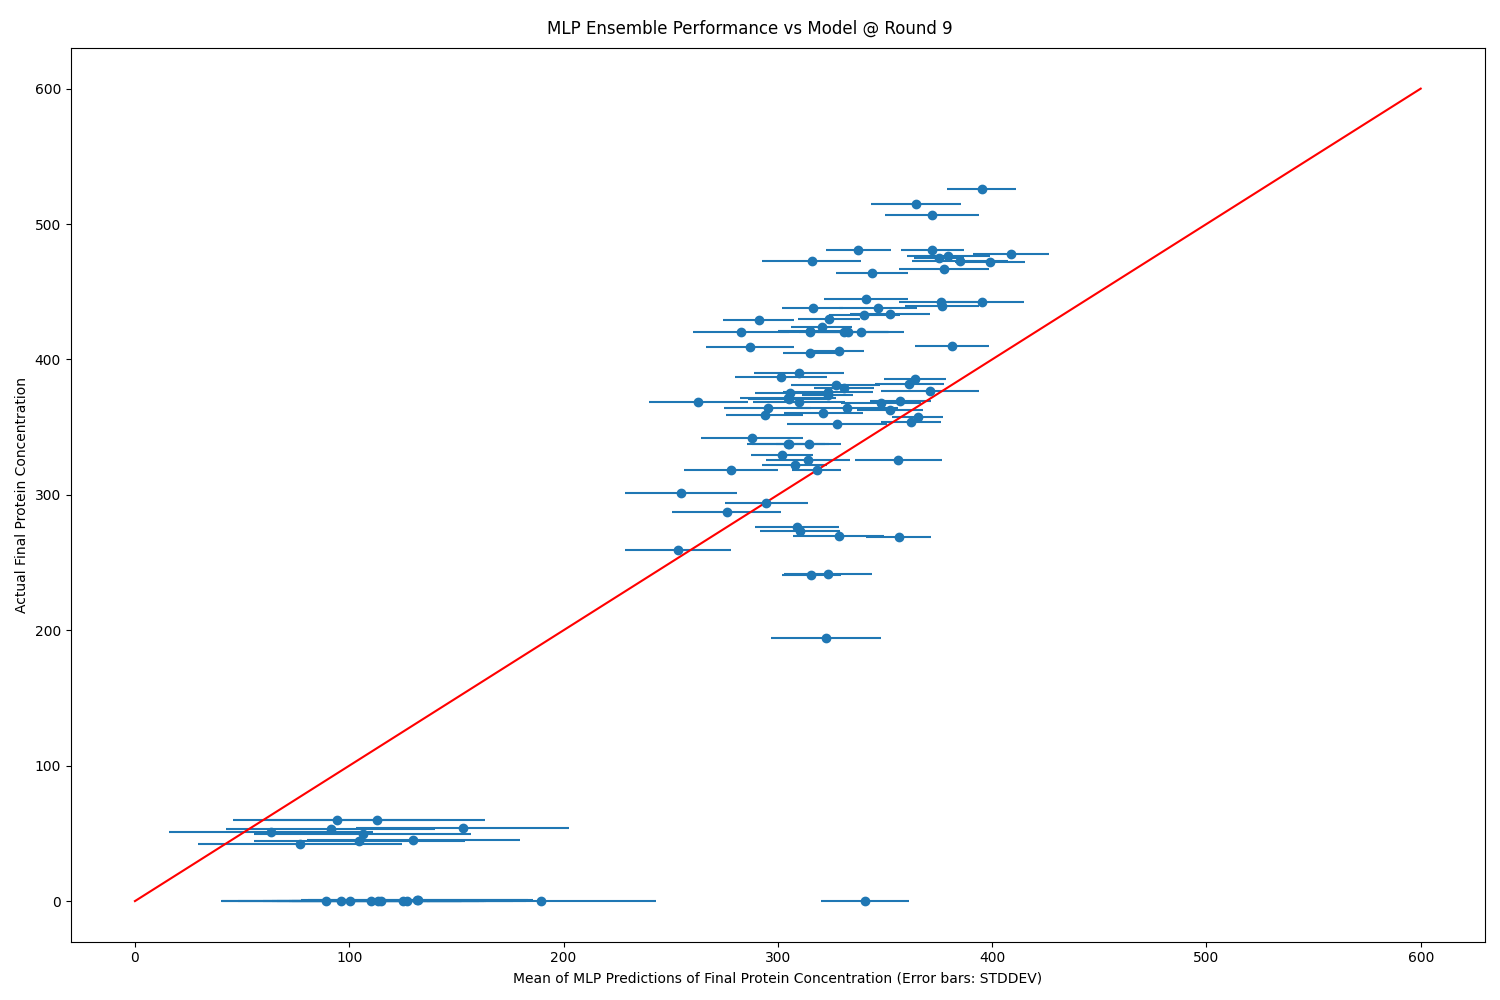 MLP Ensemble Performance vs Model @ Round 9
600
500
400
300
200
100
0
Actual Final Protein Concentration
0 100 200 300 400 500 600
Mean of MLP Predictions of Final Protein Concentration (Error bars: STDDEV)